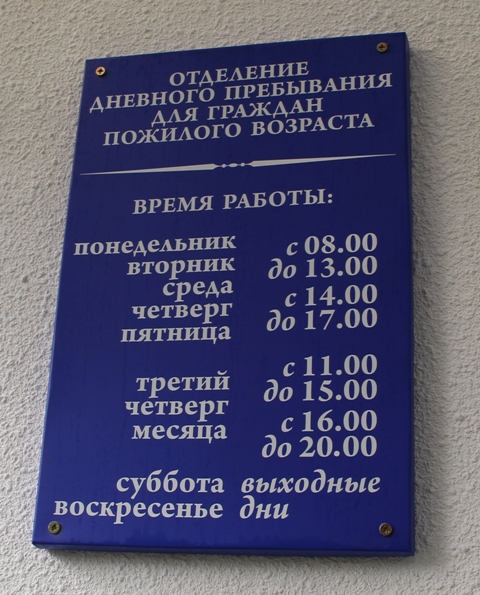 ОТДЕЛЕНИЕ
ДНЕВНОГО ПРЕБЫВАНИЯ
ДЛЯ ГРАЖДАН
ПОЖИЛОГО ВОЗРАСТА
ВРЕМЯ РАБОТЫ:
понедельник с 08.00
вторник до 13.00
среда с 14.00
четверг до 17.00
пятница
с 11.00
третий до 15.00
четверг с 16.00
месяца до 20.00
суббота выходные
воскресенье дни